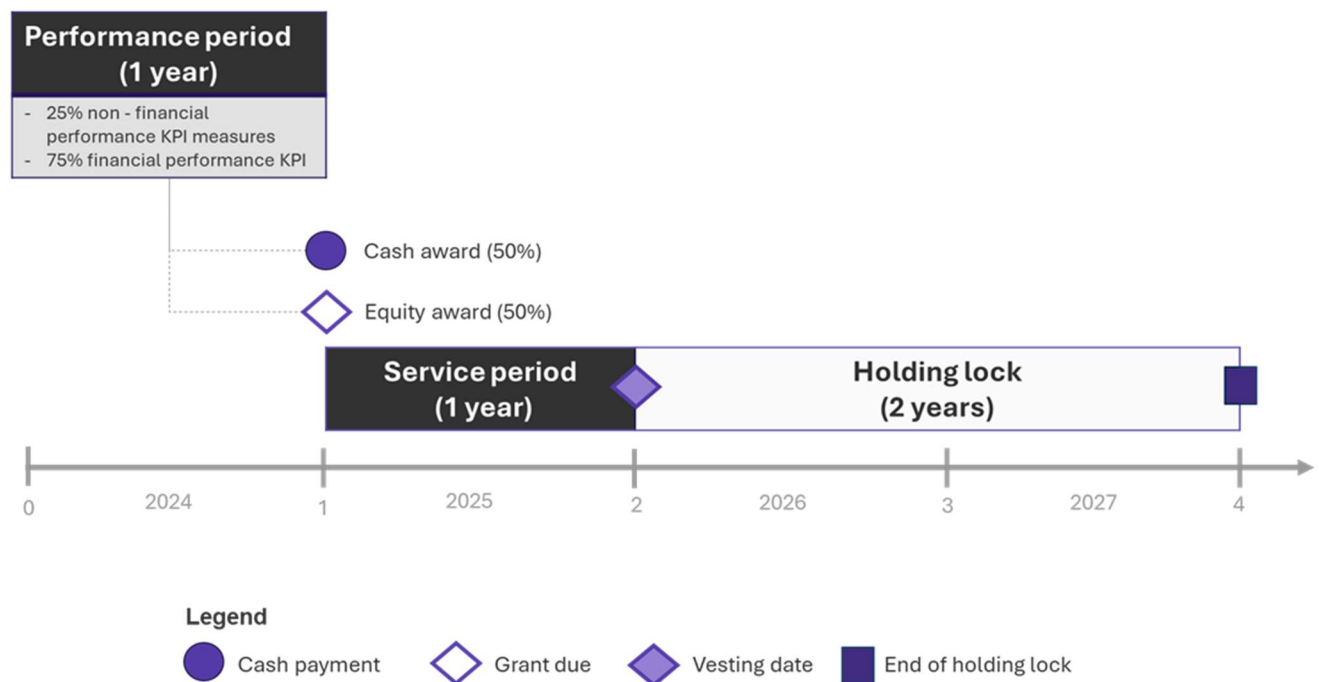 Performance period
(1 year)
- 25% non - financial
performance KPI measures
- 75% financial performance KPI
Cash award (50%)
Equity award (50%)
Service period
(1 year)
Holding lock
(2 years)
0 2024 1 2025 2 2026 3 2027 4
Legend
Cash payment Grant due Vesting date End of holding lock